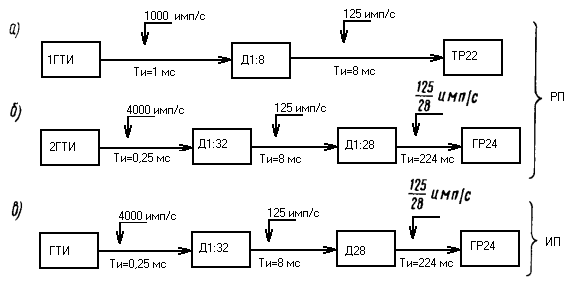 а)
1000 имп/с
125 имп/с
1ГТИ
Ти=1 мс
Д1:8
Ти=8 мс
ТР22
РП
б)
4000 имп/с
125 имп/с
125/28 имп/с
2ГТИ
Ти=0,25 мс
Д1:32
Ти=8 мс
Д1:28
Ти=224 мс
ГР24
в)
4000 имп/с
125 имп/с
125/28 имп/с
ГТИ
Ти=0,25 мс
Д1:32
Ти=8 мс
Д28
Ти=224 мс
ГР24
ИП